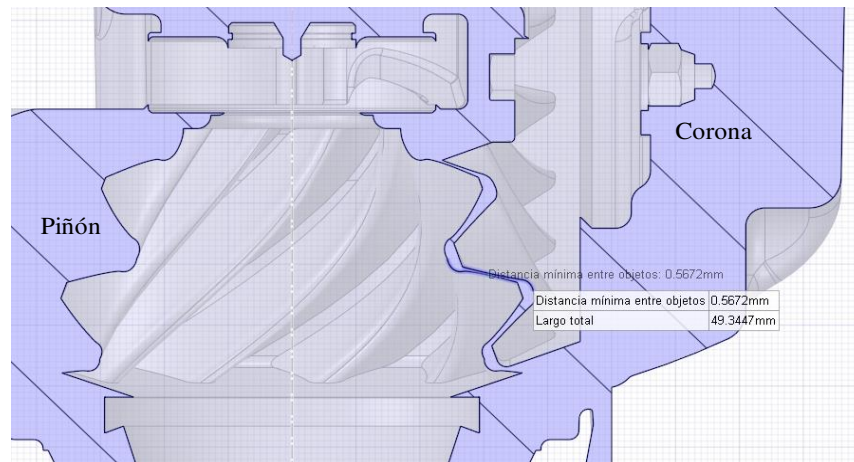 Corona
Piñón
Distancia mínima entre objetos: 0.5672mm
Distancia mínima entre objetos 0.5672mm
Largo total 49.3447mm